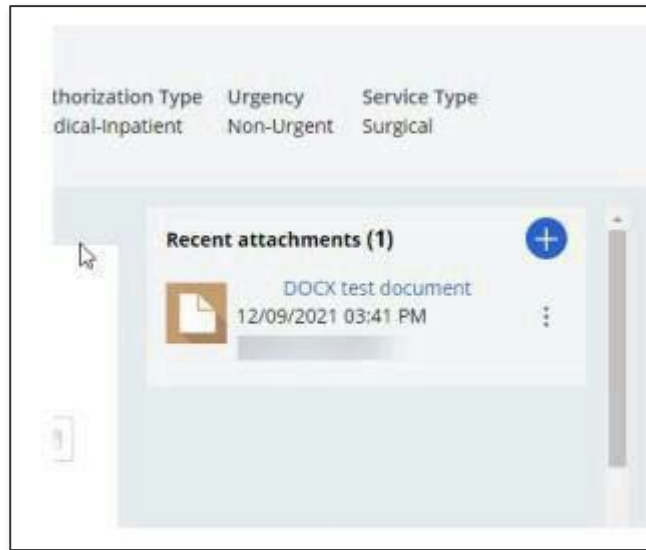 thorization Type Urgency Service Type
dical-Inpatient Non-Urgent Surgical
Recent attachments (1)
DOCX test document
12/09/2021 03:41 PM